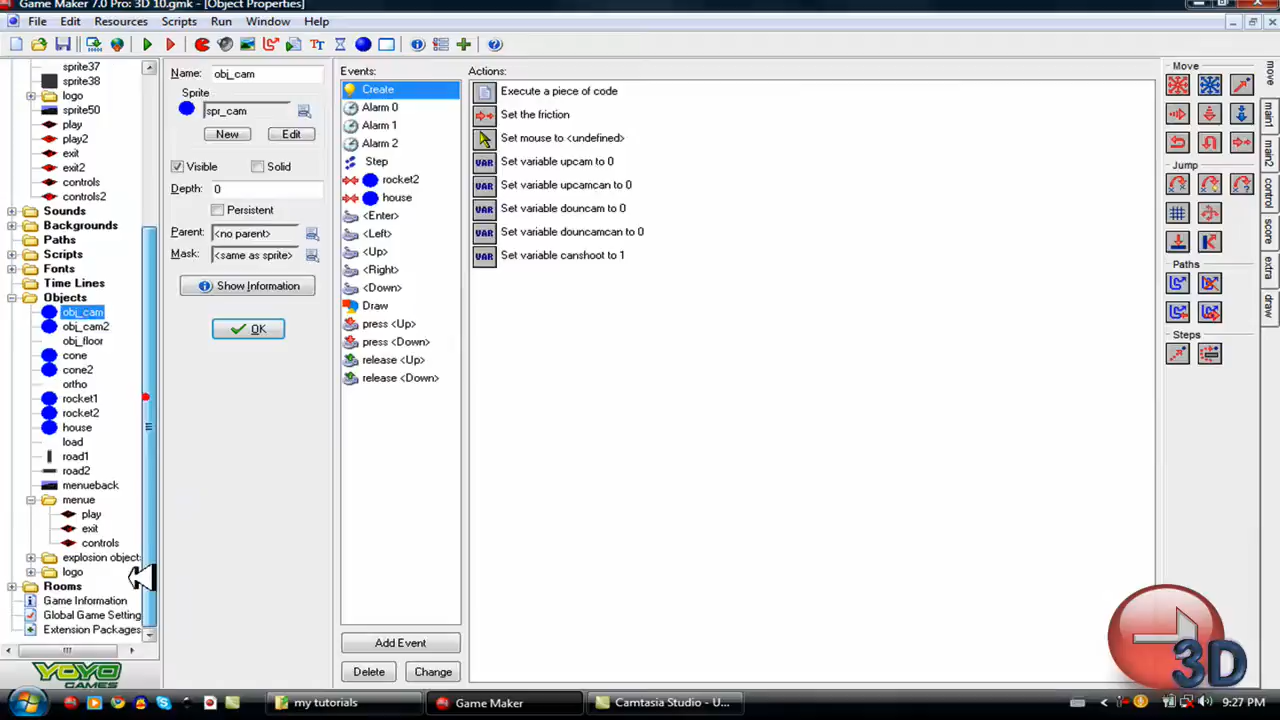 Game Maker 7.0 Pro: 3D 10.gmk - [Object Properties]
File Edit Resources Scripts Run Window Help
sprite37
sprite38
logo
sprite50
play
play2
exit
exit2
controls
controls2
Sounds
Backgrounds
Paths
Scripts
Fonts
Time Lines
Objects
obj_cam
obj_cam2
obj_floor
cone
cone2
ortho
rocket1
rocket2
house
load
road1
road2
menueback
menue
play
exit
controls
explosion object
logo
Rooms
Game Information
Global Game Setting
Extension Packages
YOYO
GAMES
Name: obj_cam
Sprite
spr_cam
New Edit
Visible Solid
Depth: 0
Persistent
Parent: <no parent>
Mask: <same as sprite>
Show Information
OK
Events:
Create
Alarm 0
Alarm 1
Alarm 2
Step
rocket2
house
<Enter>
<Left>
<Up>
<Right>
<Down>
Draw
press <Up>
press <Down>
release <Up>
release <Down>
Add Event
Delete Change
Actions:
Execute a piece of code
Set the friction
Set mouse to <undefined>
VAR Set variable upcam to 0
VAR Set variable upcamcan to 0
VAR Set variable douncam to 0
VAR Set variable douncamcan to 0
VAR Set variable canshoot to 1
Move
Jump
Paths
Steps
move
main1
main2
control
score
extra
draw
3D
my tutorials
Game Maker
Camtasia Studio - U...
9:27 PM